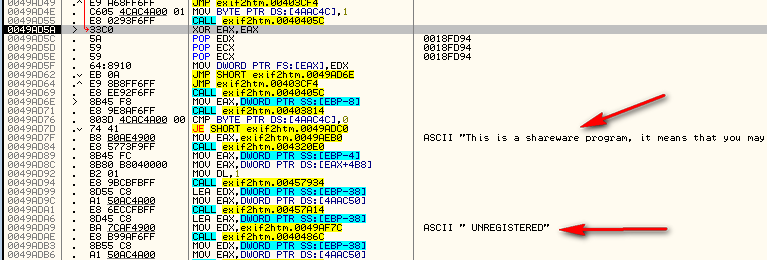 0049AD49 .^ E9 A68FF6FF JMP exif2htm.00403CF4
0049AD4E . C605 4CAC4A00 01 MOV BYTE PTR DS:[4AAC4C],1
0049AD55 . E8 0293F6FF CALL exif2htm.0040405C
0049AD5A > 33C0 XOR EAX,EAX
0049AD5C . 5A POP EDX 0018FD94
0049AD5D . 59 POP ECX 0018FD94
0049AD5E . 59 POP ECX 0018FD94
0049AD5F . 64:8910 MOV DWORD PTR FS:[EAX],EDX
0049AD62 .v EB 0A JMP SHORT exif2htm.0049AD6E
0049AD64 .^ E9 8B8FF6FF JMP exif2htm.00403CF4
0049AD69 . E8 EE92F6FF CALL exif2htm.0040405C
0049AD6E > 8B45 F8 MOV EAX,DWORD PTR SS:[EBP-8]
0049AD71 . E8 9E8AF6FF CALL exif2htm.00403814
0049AD76 . 803D 4CAC4A00 00 CMP BYTE PTR DS:[4AAC4C],0
0049AD7D .v 74 41 JE SHORT exif2htm.0049ADC0
0049AD7F . B8 B0AE4900 MOV EAX,exif2htm.0049AEB0 ASCII "This is a shareware program, it means that you may
0049AD84 . E8 5773F9FF CALL exif2htm.004320E0
0049AD89 . 8B45 FC MOV EAX,DWORD PTR SS:[EBP-4]
0049AD8C . 8B80 B8040000 MOV EAX,DWORD PTR DS:[EAX+4B8]
0049AD92 . B2 01 MOV DL,1
0049AD94 . E8 9BCBFBFF CALL exif2htm.00457934
0049AD99 . 8D55 C8 LEA EDX,DWORD PTR SS:[EBP-38]
0049AD9C . A1 50AC4A00 MOV EAX,DWORD PTR DS:[4AAC50]
0049ADA1 . E8 6ECCFBFF CALL exif2htm.00457A14
0049ADA6 . 8D45 C8 LEA EAX,DWORD PTR SS:[EBP-38]
0049ADA9 . BA 7CAF4900 MOV EDX,exif2htm.0049AF7C ASCII " UNREGISTERED"
0049ADAE . E8 B99AF6FF CALL exif2htm.0040486C
0049ADB3 . 8B55 C8 MOV EDX,DWORD PTR SS:[EBP-38]
0049ADB6 . A1 50AC4A00 MOV EAX,DWORD PTR DS:[4AAC50]